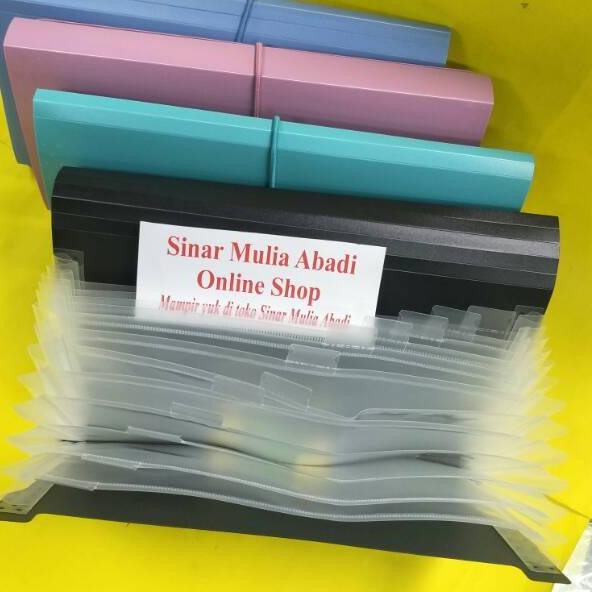 Sinar Mulia Abadi
Online Shop
Mampir yuk di toko Sinar Mulia Abadi